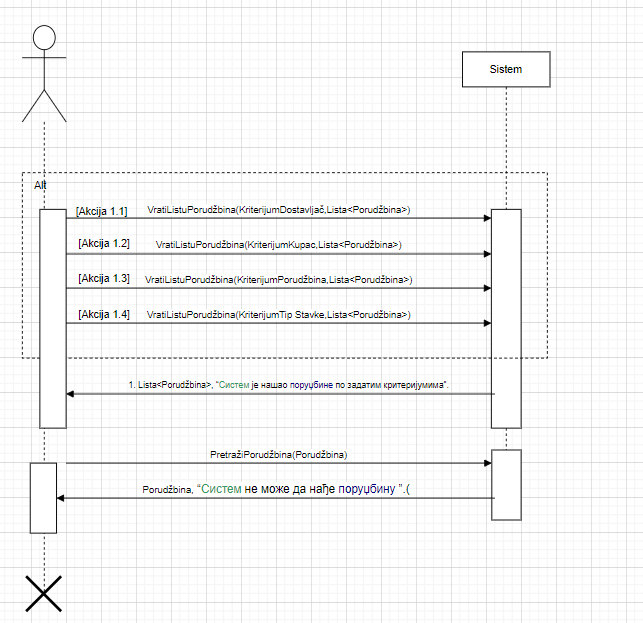 Sistem
Alt
[Akcija 1.1] VratiListuPorudžbina(KriterijumDostavljač,Lista<Porudžbina>)
[Akcija 1.2] VratiListuPorudžbina(KriterijumKupac,Lista<Porudžbina>)
[Akcija 1.3] VratiListuPorudžbina(KriterijumPorudžbina,Lista<Porudžbina>)
[Akcija 1.4] VratiListuPorudžbina(KriterijumTip Stavke,Lista<Porudžbina>)
1. Lista<Porudžbina>, “Систем је нашао поруџбине по задатим критеријумима”.
PretražiPorudžbina(Porudžbina)
Porudžbina, “Систем не може да нађе поруџбину ”.(